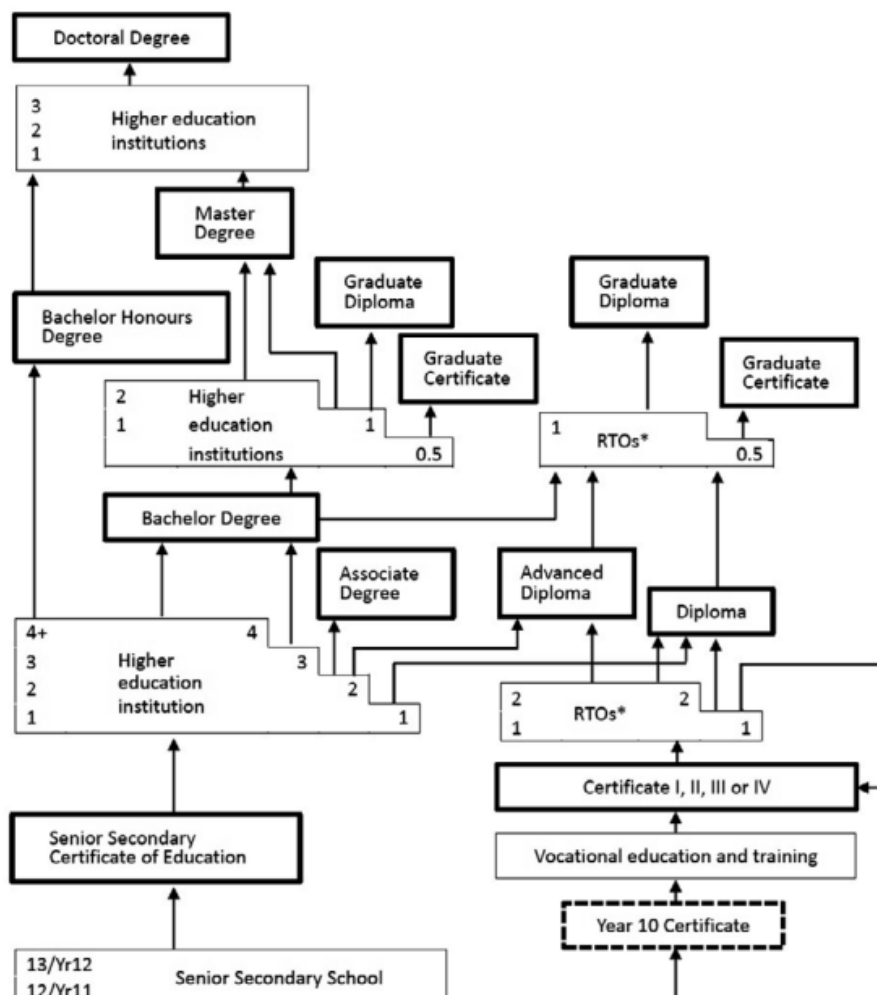 Doctoral Degree
3
2
1
Higher education
institutions
Master
Degree
Graduate
Diploma
Graduate
Diploma
Bachelor Honours
Degree
Graduate
Certificate
Graduate
Certificate
2
1
Higher
education
institutions
1
0.5
1
RTOs*
0.5
Bachelor Degree
Associate
Degree
Advanced
Diploma
Diploma
4+
3
2
1
Higher
education
institution
4
3
2
1
2
1
RTOs*
2
1
Certificate I, II, III or IV
Senior Secondary
Certificate of Education
Vocational education and training
Year 10 Certificate
13/Yr12
12/Yr11
Senior Secondary School